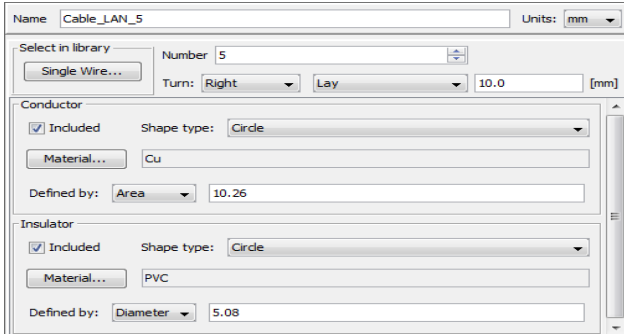 Name Cable_LAN_5 Units: mm
Select in library
Single Wire...
Number 5
Turn: Right Lay 10.0 [mm]
Conductor
Included Shape type: Circle
Material... Cu
Defined by: Area 10.26
Insulator
Included Shape type: Circle
Material... PVC
Defined by: Diameter 5.08